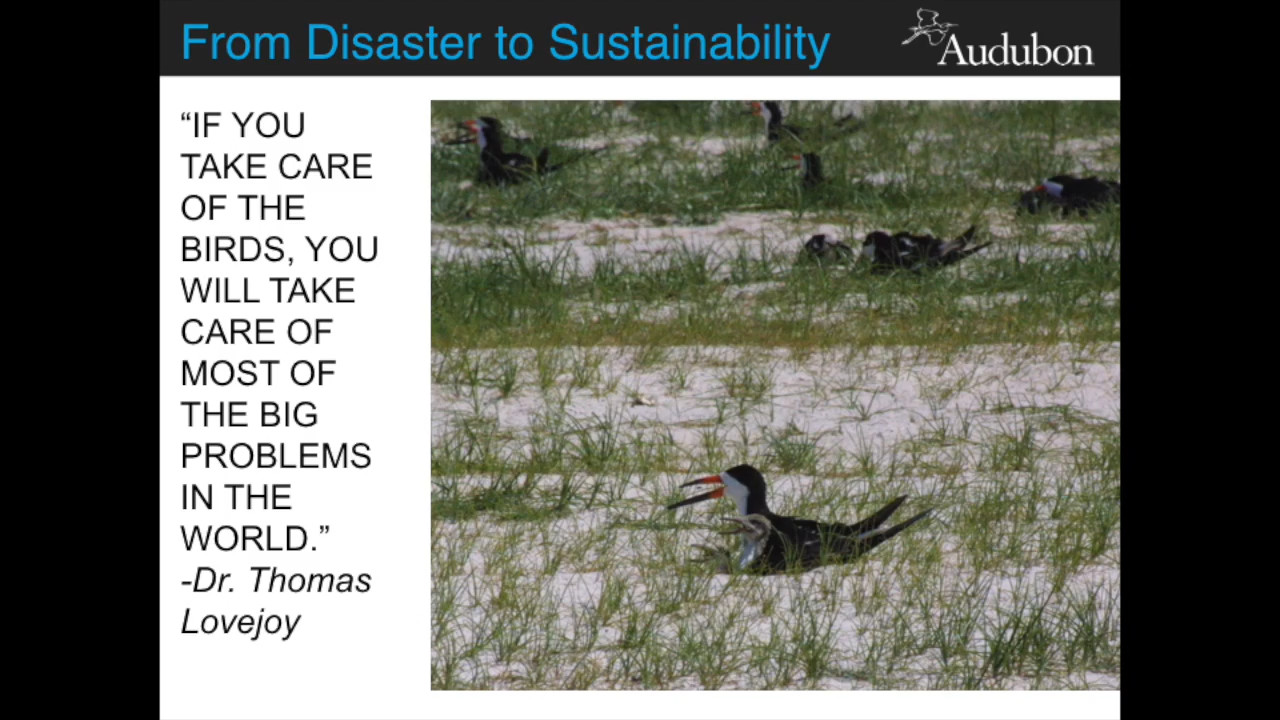 From Disaster to Sustainability
Audubon
“IF YOU
TAKE CARE
OF THE
BIRDS, YOU
WILL TAKE
CARE OF
MOST OF
THE BIG
PROBLEMS
IN THE
WORLD.”
-Dr. Thomas
Lovejoy